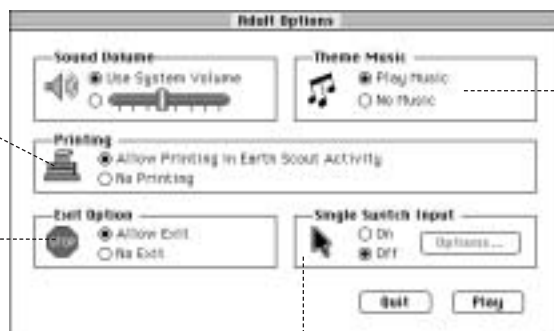 Adult Options
Sound Volume
Use System Volume
Theme Music
Play Music
No Music
Printing
Allow Printing in Earth Scout Activity
No Printing
Exit Option
STOP
Allow Exit
No Exit
Single Switch Input
On
Off
Options...
Quit
Play